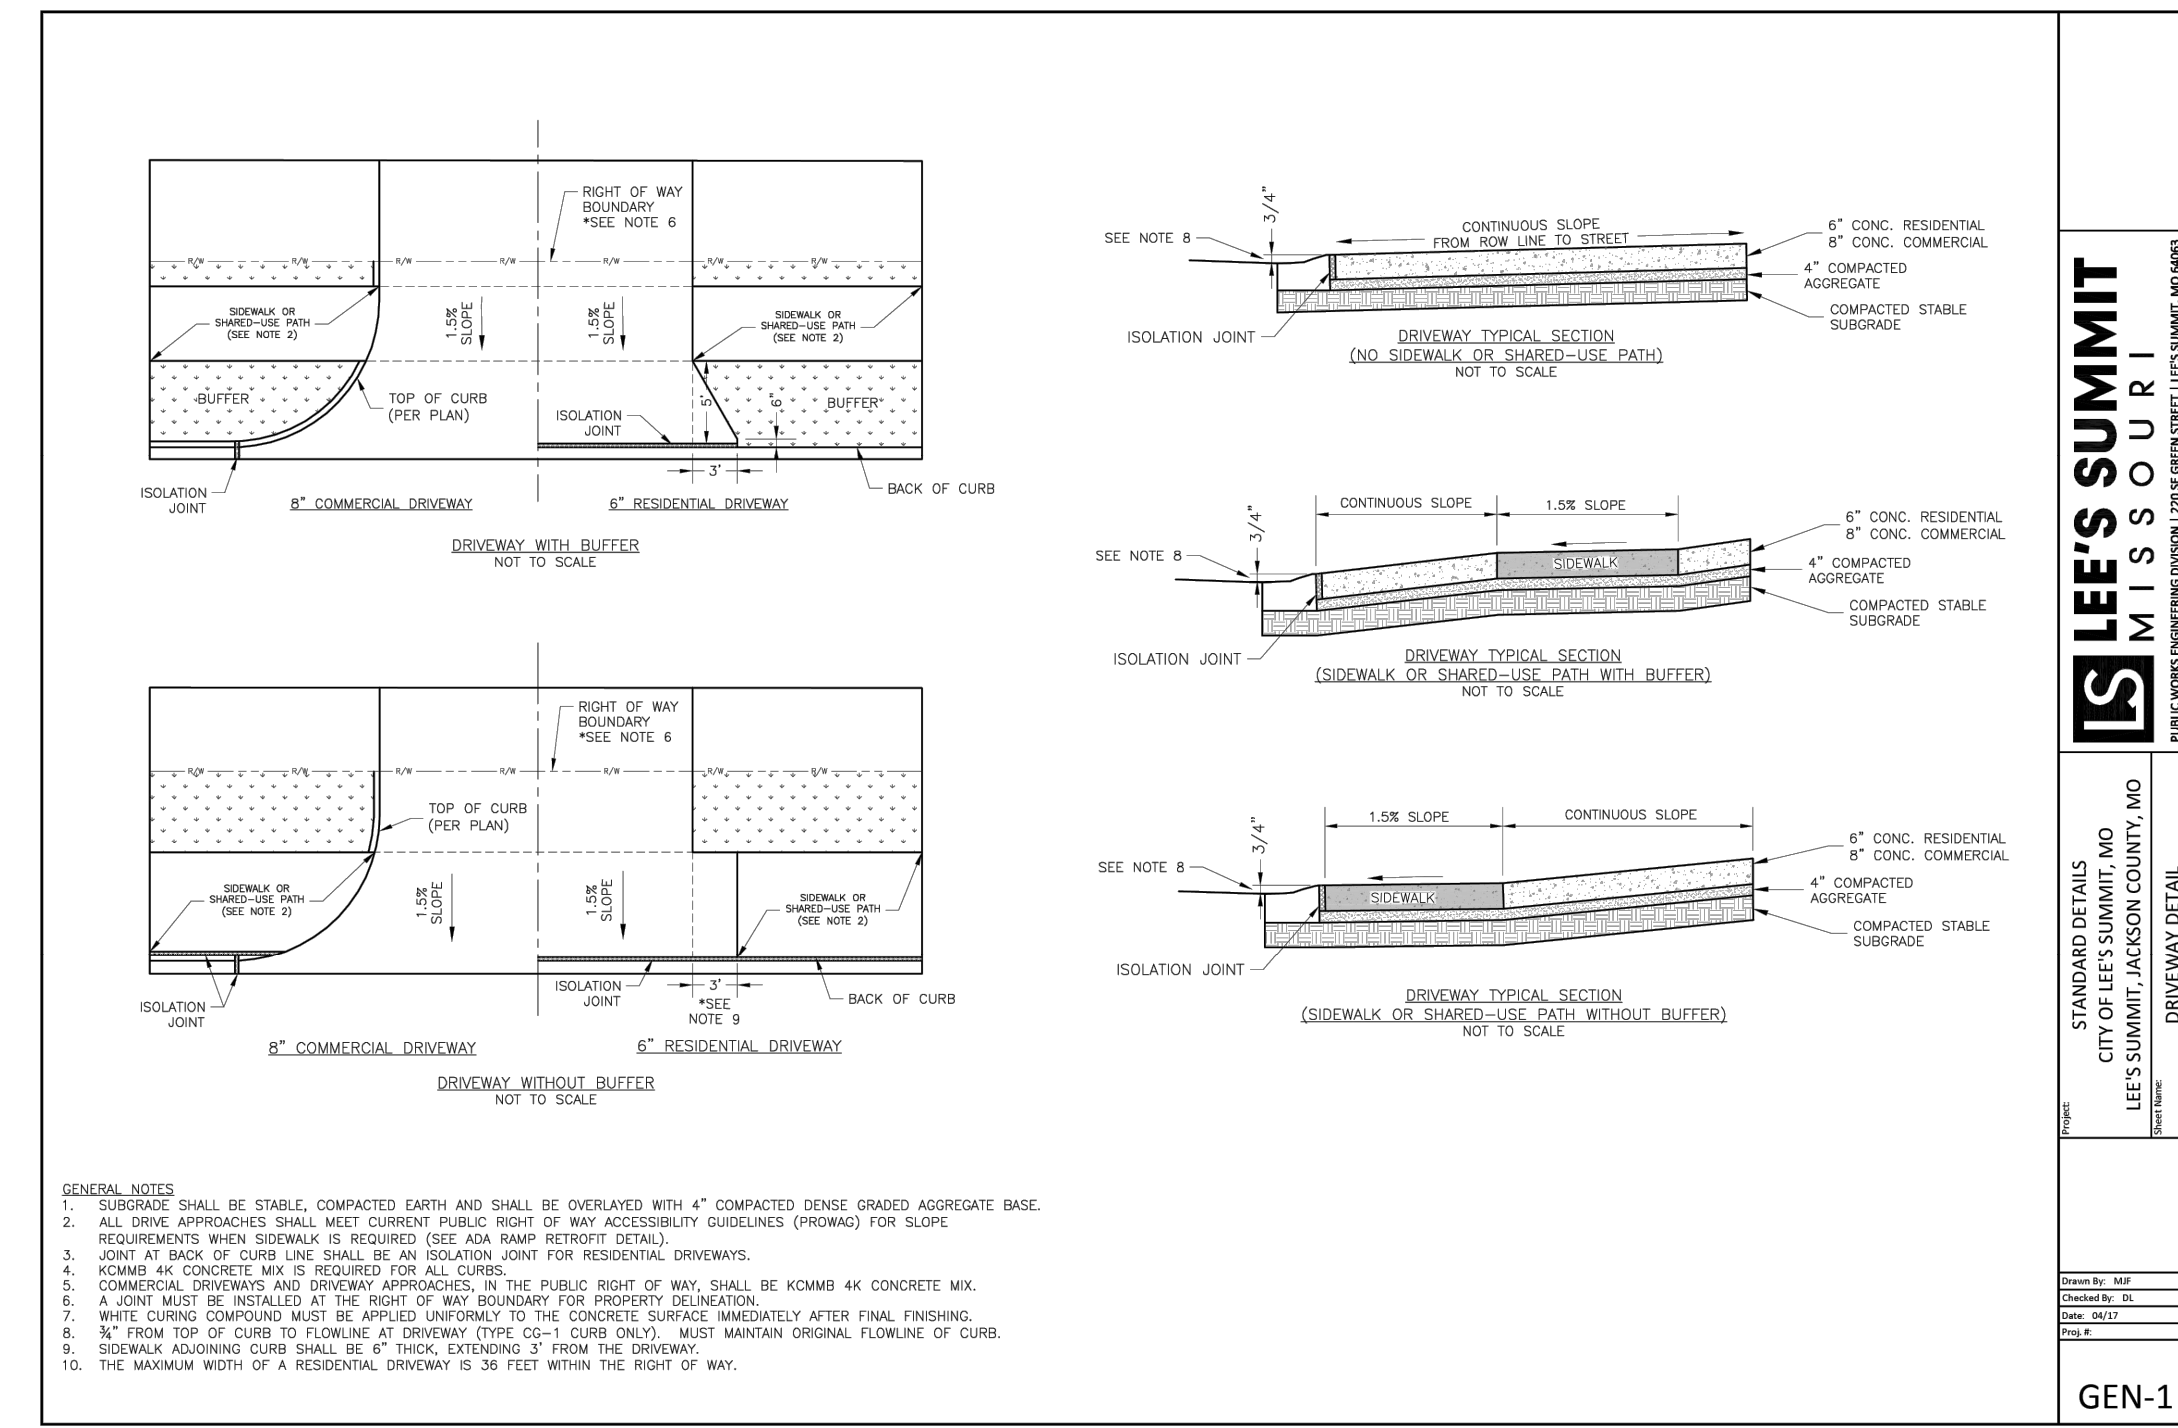 RIGHT OF WAY
BOUNDARY
*SEE NOTE 6
R/W R/W R/W R/W R/W R/W R/W
SIDEWALK OR
SHARED-USE PATH
(SEE NOTE 2)
1.5%
SLOPE
1.5%
SLOPE
SIDEWALK OR
SHARED-USE PATH
(SEE NOTE 2)
BUFFER
TOP OF CURB
(PER PLAN)
ISOLATION
JOINT
5'
6"
BUFFER
3'
ISOLATION
JOINT
BACK OF CURB
8" COMMERCIAL DRIVEWAY
6" RESIDENTIAL DRIVEWAY
DRIVEWAY WITH BUFFER
NOT TO SCALE
RIGHT OF WAY
BOUNDARY
*SEE NOTE 6
R/W R/W R/W R/W R/W R/W R/W
TOP OF CURB
(PER PLAN)
SIDEWALK OR
SHARED-USE PATH
(SEE NOTE 2)
1.5%
SLOPE
1.5%
SLOPE
SIDEWALK OR
SHARED-USE PATH
(SEE NOTE 2)
ISOLATION
JOINT
ISOLATION
JOINT
3'
*SEE
NOTE 9
BACK OF CURB
8" COMMERCIAL DRIVEWAY
6" RESIDENTIAL DRIVEWAY
DRIVEWAY WITHOUT BUFFER
NOT TO SCALE
3/4"
SEE NOTE 8
CONTINUOUS SLOPE
FROM ROW LINE TO STREET
6" CONC. RESIDENTIAL
8" CONC. COMMERCIAL
4" COMPACTED
AGGREGATE
COMPACTED STABLE
SUBGRADE
ISOLATION JOINT
DRIVEWAY TYPICAL SECTION
(NO SIDEWALK OR SHARED-USE PATH)
NOT TO SCALE
3/4"
SEE NOTE 8
CONTINUOUS SLOPE
1.5% SLOPE
SIDEWALK
6" CONC. RESIDENTIAL
8" CONC. COMMERCIAL
4" COMPACTED
AGGREGATE
COMPACTED STABLE
SUBGRADE
ISOLATION JOINT
DRIVEWAY TYPICAL SECTION
(SIDEWALK OR SHARED-USE PATH WITH BUFFER)
NOT TO SCALE
3/4"
SEE NOTE 8
1.5% SLOPE
CONTINUOUS SLOPE
SIDEWALK
6" CONC. RESIDENTIAL
8" CONC. COMMERCIAL
4" COMPACTED
AGGREGATE
COMPACTED STABLE
SUBGRADE
ISOLATION JOINT
DRIVEWAY TYPICAL SECTION
(SIDEWALK OR SHARED-USE PATH WITHOUT BUFFER)
NOT TO SCALE
GENERAL NOTES
1. SUBGRADE SHALL BE STABLE, COMPACTED EARTH AND SHALL BE OVERLAYED WITH 4" COMPACTED DENSE GRADED AGGREGATE BASE.
2. ALL DRIVE APPROACHES SHALL MEET CURRENT PUBLIC RIGHT OF WAY ACCESSIBILITY GUIDELINES (PROWAG) FOR SLOPE
REQUIREMENTS WHEN SIDEWALK IS REQUIRED (SEE ADA RAMP RETROFIT DETAIL).
3. JOINT AT BACK OF CURB LINE SHALL BE AN ISOLATION JOINT FOR RESIDENTIAL DRIVEWAYS.
4. KCMMB 4K CONCRETE MIX IS REQUIRED FOR ALL CURBS.
5. COMMERCIAL DRIVEWAYS AND DRIVEWAY APPROACHES, IN THE PUBLIC RIGHT OF WAY, SHALL BE KCMMB 4K CONCRETE MIX.
6. A JOINT MUST BE INSTALLED AT THE RIGHT OF WAY BOUNDARY FOR PROPERTY DELINEATION.
7. WHITE CURING COMPOUND MUST BE APPLIED UNIFORMLY TO THE CONCRETE SURFACE IMMEDIATELY AFTER FINAL FINISHING.
8. ¾" FROM TOP OF CURB TO FLOWLINE AT DRIVEWAY (TYPE CG-1 CURB ONLY). MUST MAINTAIN ORIGINAL FLOWLINE OF CURB.
9. SIDEWALK ADJOINING CURB SHALL BE 6" THICK, EXTENDING 3' FROM THE DRIVEWAY.
10. THE MAXIMUM WIDTH OF A RESIDENTIAL DRIVEWAY IS 36 FEET WITHIN THE RIGHT OF WAY.
LS LEE'S SUMMIT
MISSOURI
PUBLIC WORKS ENGINEERING DIVISION | 220 SE GREEN STREET | LEE'S SUMMIT, MO 64063
Project:
STANDARD DETAILS
CITY OF LEE'S SUMMIT, MO
LEE'S SUMMIT, JACKSON COUNTY, MO
Sheet Name:
DRIVEWAY DETAIL
Drawn By: MJF
Checked By: DL
Date: 04/17
Proj. #:
GEN-1